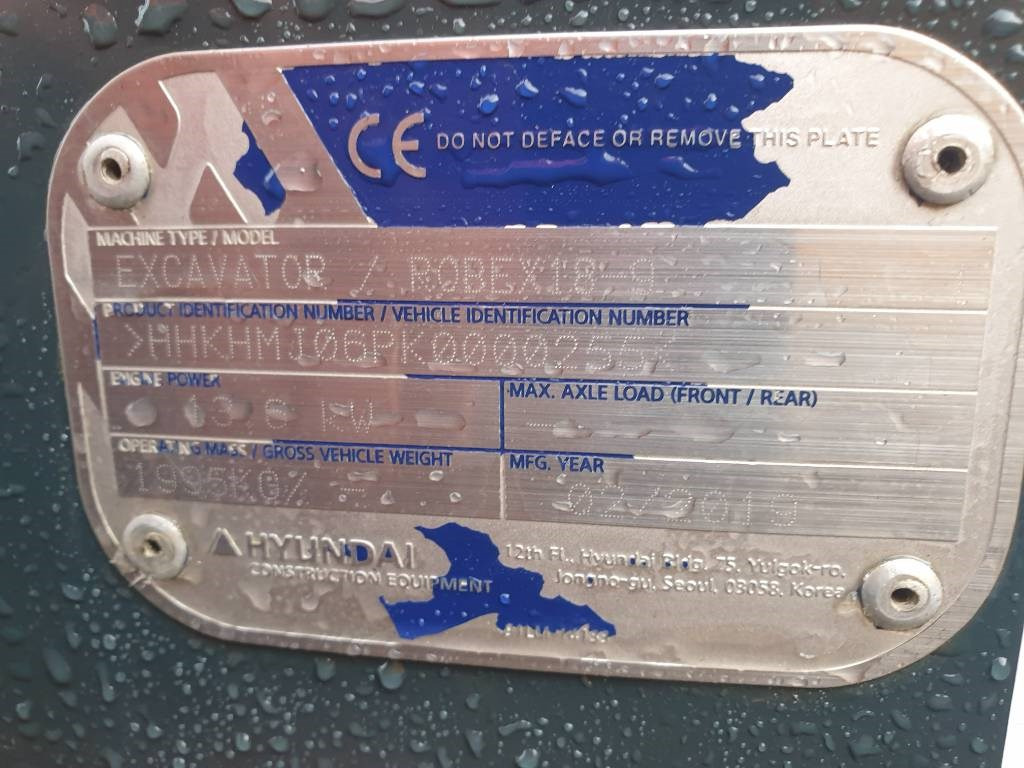 CE DO NOT DEFACE OR REMOVE THIS PLATE
MACHINE TYPE / MODEL
EXCAVATOR / ROBEX18-9
PRODUCT IDENTIFICATION NUMBER / VEHICLE IDENTIFICATION NUMBER
ENGINE POWER
kW
MAX. AXLE LOAD (FRONT / REAR)
OPERATING MASS / GROSS VEHICLE WEIGHT
1995KG/
MFG. YEAR
02/2019
HYUNDAI
CONSTRUCTION EQUIPMENT
12th Fl., Hyundai Bldg. 75, Yulgok-ro,
Jongno-gu, Seoul, 03058, Korea